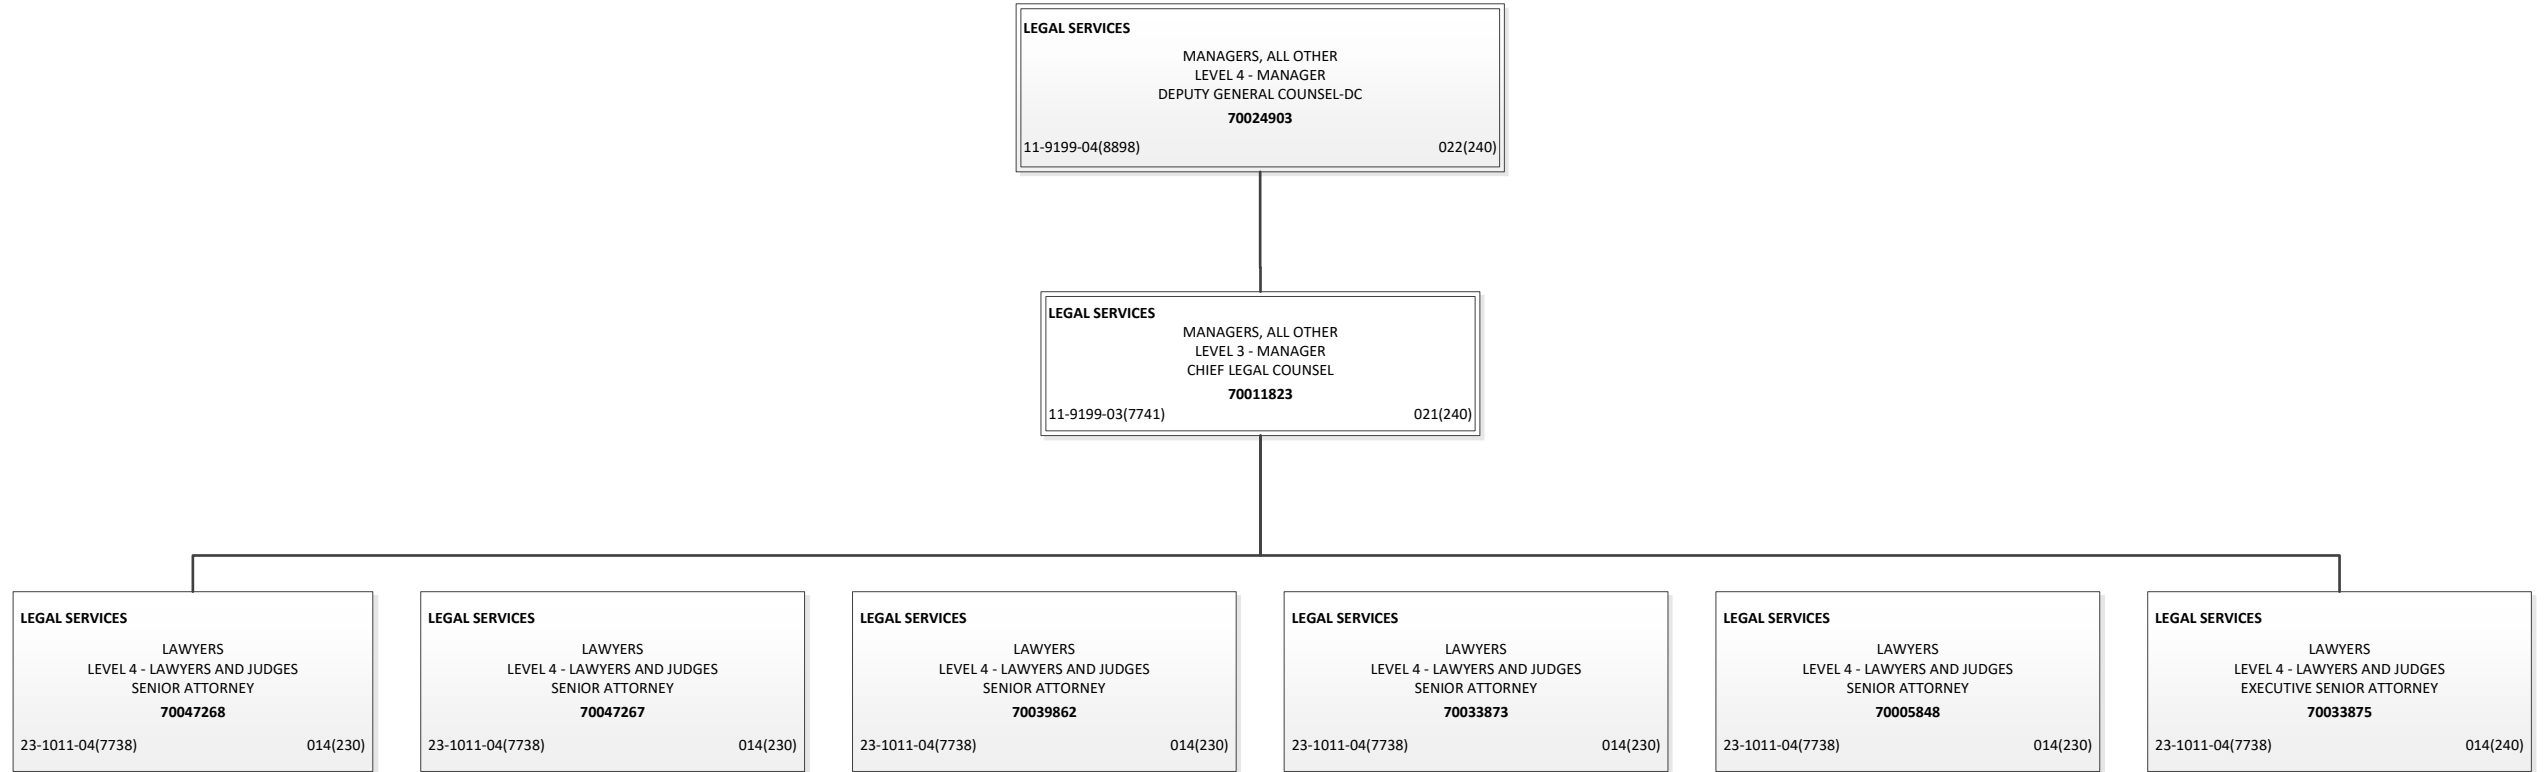 LEGAL SERVICES
MANAGERS, ALL OTHER
LEVEL 4 - MANAGER
DEPUTY GENERAL COUNSEL-DC
70024903
11-9199-04(8898) 022(240)
LEGAL SERVICES
MANAGERS, ALL OTHER
LEVEL 3 - MANAGER
CHIEF LEGAL COUNSEL
70011823
11-9199-03(7741) 021(240)
LEGAL SERVICES
LAWYERS
LEVEL 4 - LAWYERS AND JUDGES
SENIOR ATTORNEY
70047268
23-1011-04(7738) 014(230)
LEGAL SERVICES
LAWYERS
LEVEL 4 - LAWYERS AND JUDGES
SENIOR ATTORNEY
70047267
23-1011-04(7738) 014(230)
LEGAL SERVICES
LAWYERS
LEVEL 4 - LAWYERS AND JUDGES
SENIOR ATTORNEY
70039862
23-1011-04(7738) 014(230)
LEGAL SERVICES
LAWYERS
LEVEL 4 - LAWYERS AND JUDGES
SENIOR ATTORNEY
70033873
23-1011-04(7738) 014(230)
LEGAL SERVICES
LAWYERS
LEVEL 4 - LAWYERS AND JUDGES
SENIOR ATTORNEY
70005848
23-1011-04(7738) 014(230)
LEGAL SERVICES
LAWYERS
LEVEL 4 - LAWYERS AND JUDGES
EXECUTIVE SENIOR ATTORNEY
70033875
23-1011-04(7738) 014(240)